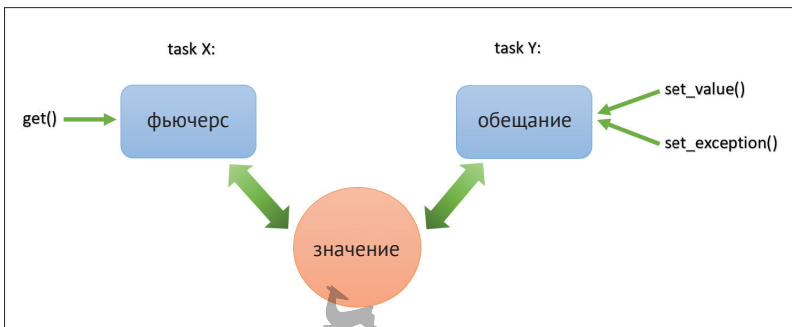 task X:
task Y:
get()
фьючерс
обещание
set_value()
set_exception()
значение